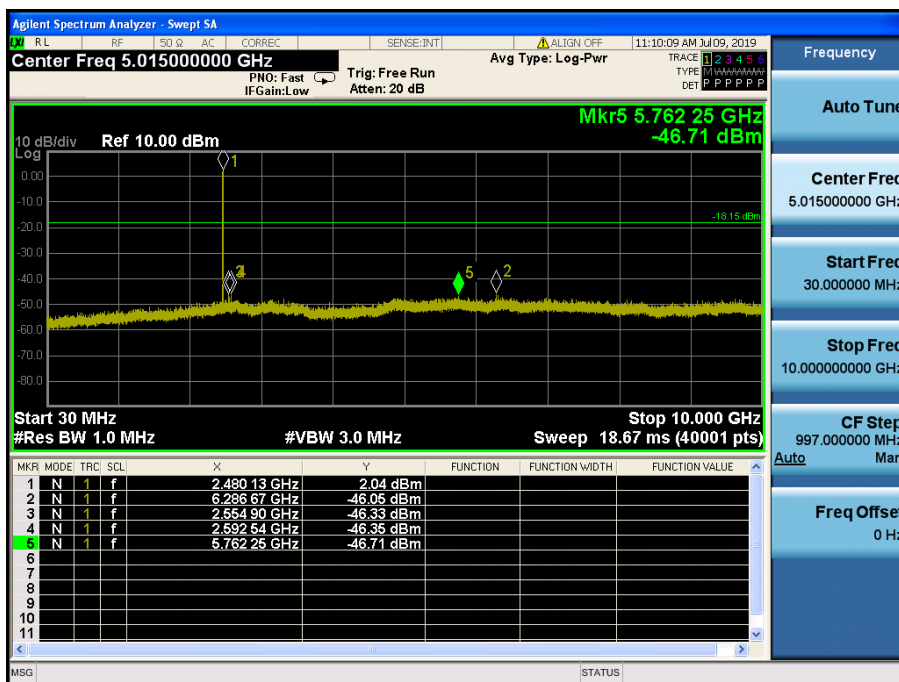 Agilent Spectrum Analyzer - Swept SA
LXI RL RF 50 Ω AC CORREC SENSE:INT ALIGN OFF 11:10:09 AM Jul 09, 2019
Center Freq 5.015000000 GHz
PNO: Fast
IFGain:Low
Trig: Free Run
Atten: 20 dB
Avg Type: Log-Pwr
TRACE 1 2 3 4 5 6
TYPE M WWWWW
DET P P P P P P
Mkr5 5.762 25 GHz
-46.71 dBm
10 dB/div Ref 10.00 dBm
Log
1
0.00
-10.0
-20.0
-18.15 dBm
-30.0
-40.0
5
2
-50.0
-60.0
-70.0
-80.0
Start 30 MHz Stop 10.000 GHz
#Res BW 1.0 MHz #VBW 3.0 MHz Sweep 18.67 ms (40001 pts)
MKR MODE TRC SCL X Y FUNCTION FUNCTION WIDTH FUNCTION VALUE
1 N 1 f 2.480 13 GHz 2.04 dBm
2 N 1 f 6.286 67 GHz -46.05 dBm
3 N 1 f 2.554 90 GHz -46.33 dBm
4 N 1 f 2.592 54 GHz -46.35 dBm
5 N 1 f 5.762 25 GHz -46.71 dBm
6
7
8
9
10
11
MSG STATUS
Frequency
Auto Tune
Center Freq
5.015000000 GHz
Start Freq
30.000000 MHz
Stop Freq
10.000000000 GHz
CF Step
997.000000 MHz
Auto Man
Freq Offset
0 Hz